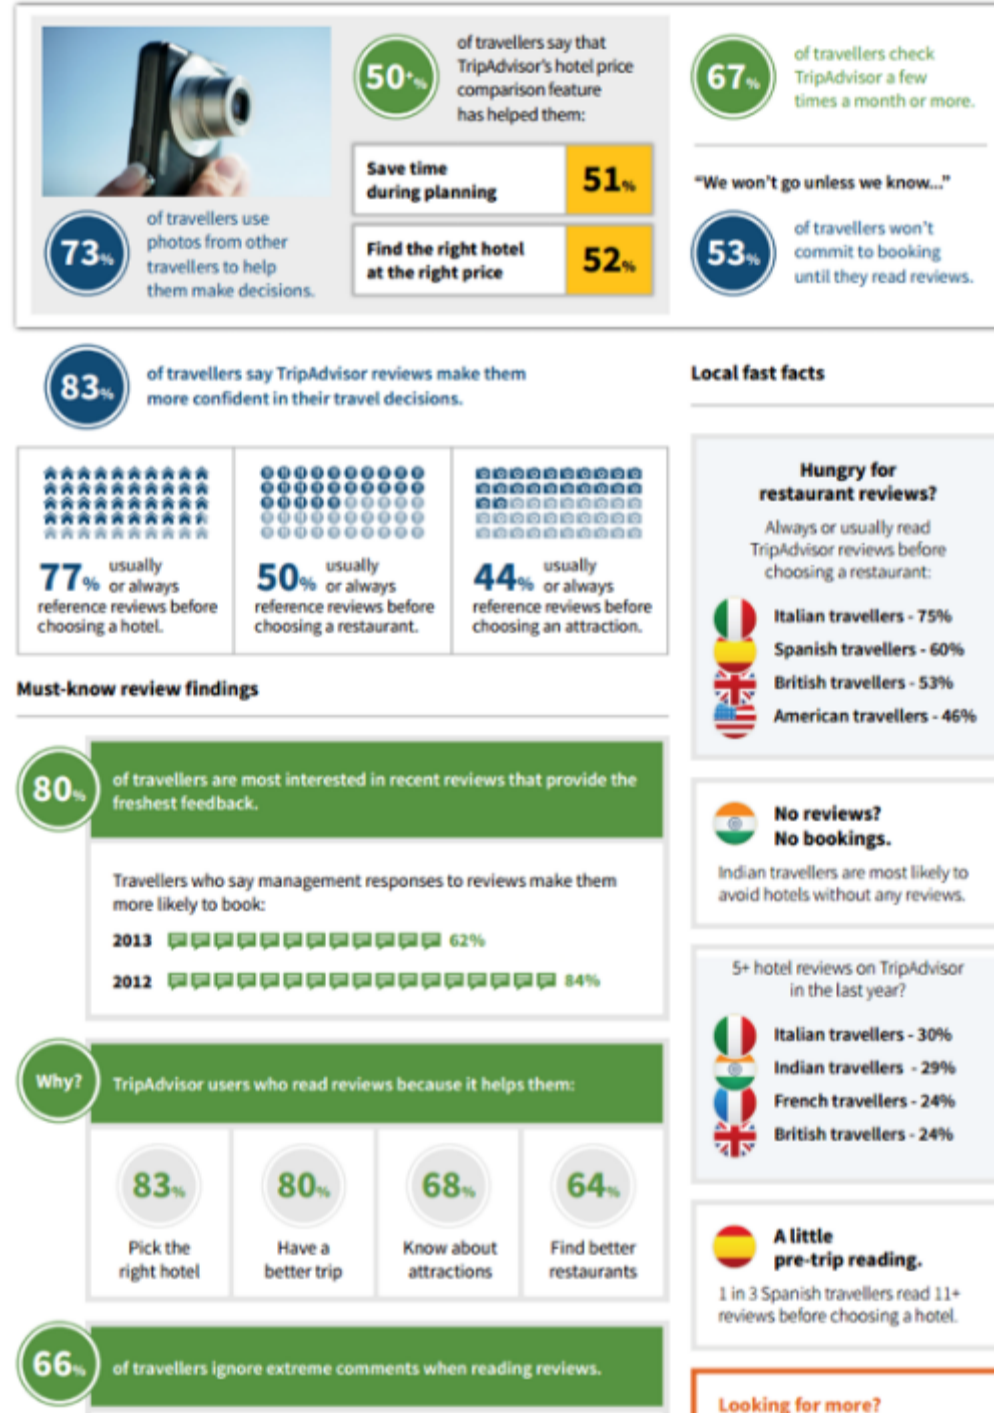 50+%
of travellers say that
TripAdvisor's hotel price
comparison feature
has helped them:
Save time
during planning
51%
Find the right hotel
at the right price
52%
73%
of travellers use
photos from other
travellers to help
them make decisions.
67%
of travellers check
TripAdvisor a few
times a month or more.
"We won't go unless we know..."
53%
of travellers won't
commit to booking
until they read reviews.
83%
of travellers say TripAdvisor reviews make them
more confident in their travel decisions.
77% usually
or always
reference reviews before
choosing a hotel.
50% usually
or always
reference reviews before
choosing a restaurant.
44% usually
or always
reference reviews before
choosing an attraction.
Must-know review findings
80%
of travellers are most interested in recent reviews that provide the
freshest feedback.
Travellers who say management responses to reviews make them
more likely to book:
2013 62%
2012 84%
Why?
TripAdvisor users who read reviews because it helps them:
83%
Pick the
right hotel
80%
Have a
better trip
68%
Know about
attractions
64%
Find better
restaurants
66%
of travellers ignore extreme comments when reading reviews.
Local fast facts
Hungry for
restaurant reviews?
Always or usually read
TripAdvisor reviews before
choosing a restaurant:
Italian travellers - 75%
Spanish travellers - 60%
British travellers - 53%
American travellers - 46%
No reviews?
No bookings.
Indian travellers are most likely to
avoid hotels without any reviews.
5+ hotel reviews on TripAdvisor
in the last year?
Italian travellers - 30%
Indian travellers - 29%
French travellers - 24%
British travellers - 24%
A little
pre-trip reading.
1 in 3 Spanish travellers read 11+
reviews before choosing a hotel.
Looking for more?